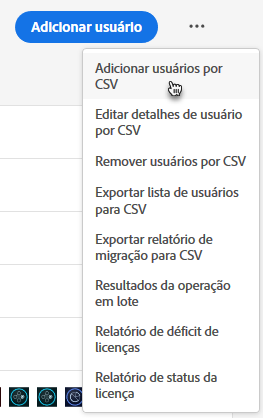 Adicionar usuário
Adicionar usuários por
CSV
Editar detalhes de usuário
por CSV
Remover usuários por CSV
Exportar lista de usuários
para CSV
Exportar relatório de
migração para CSV
Resultados da operação
em lote
Relatório de déficit de
licenças
Relatório de status da
licença